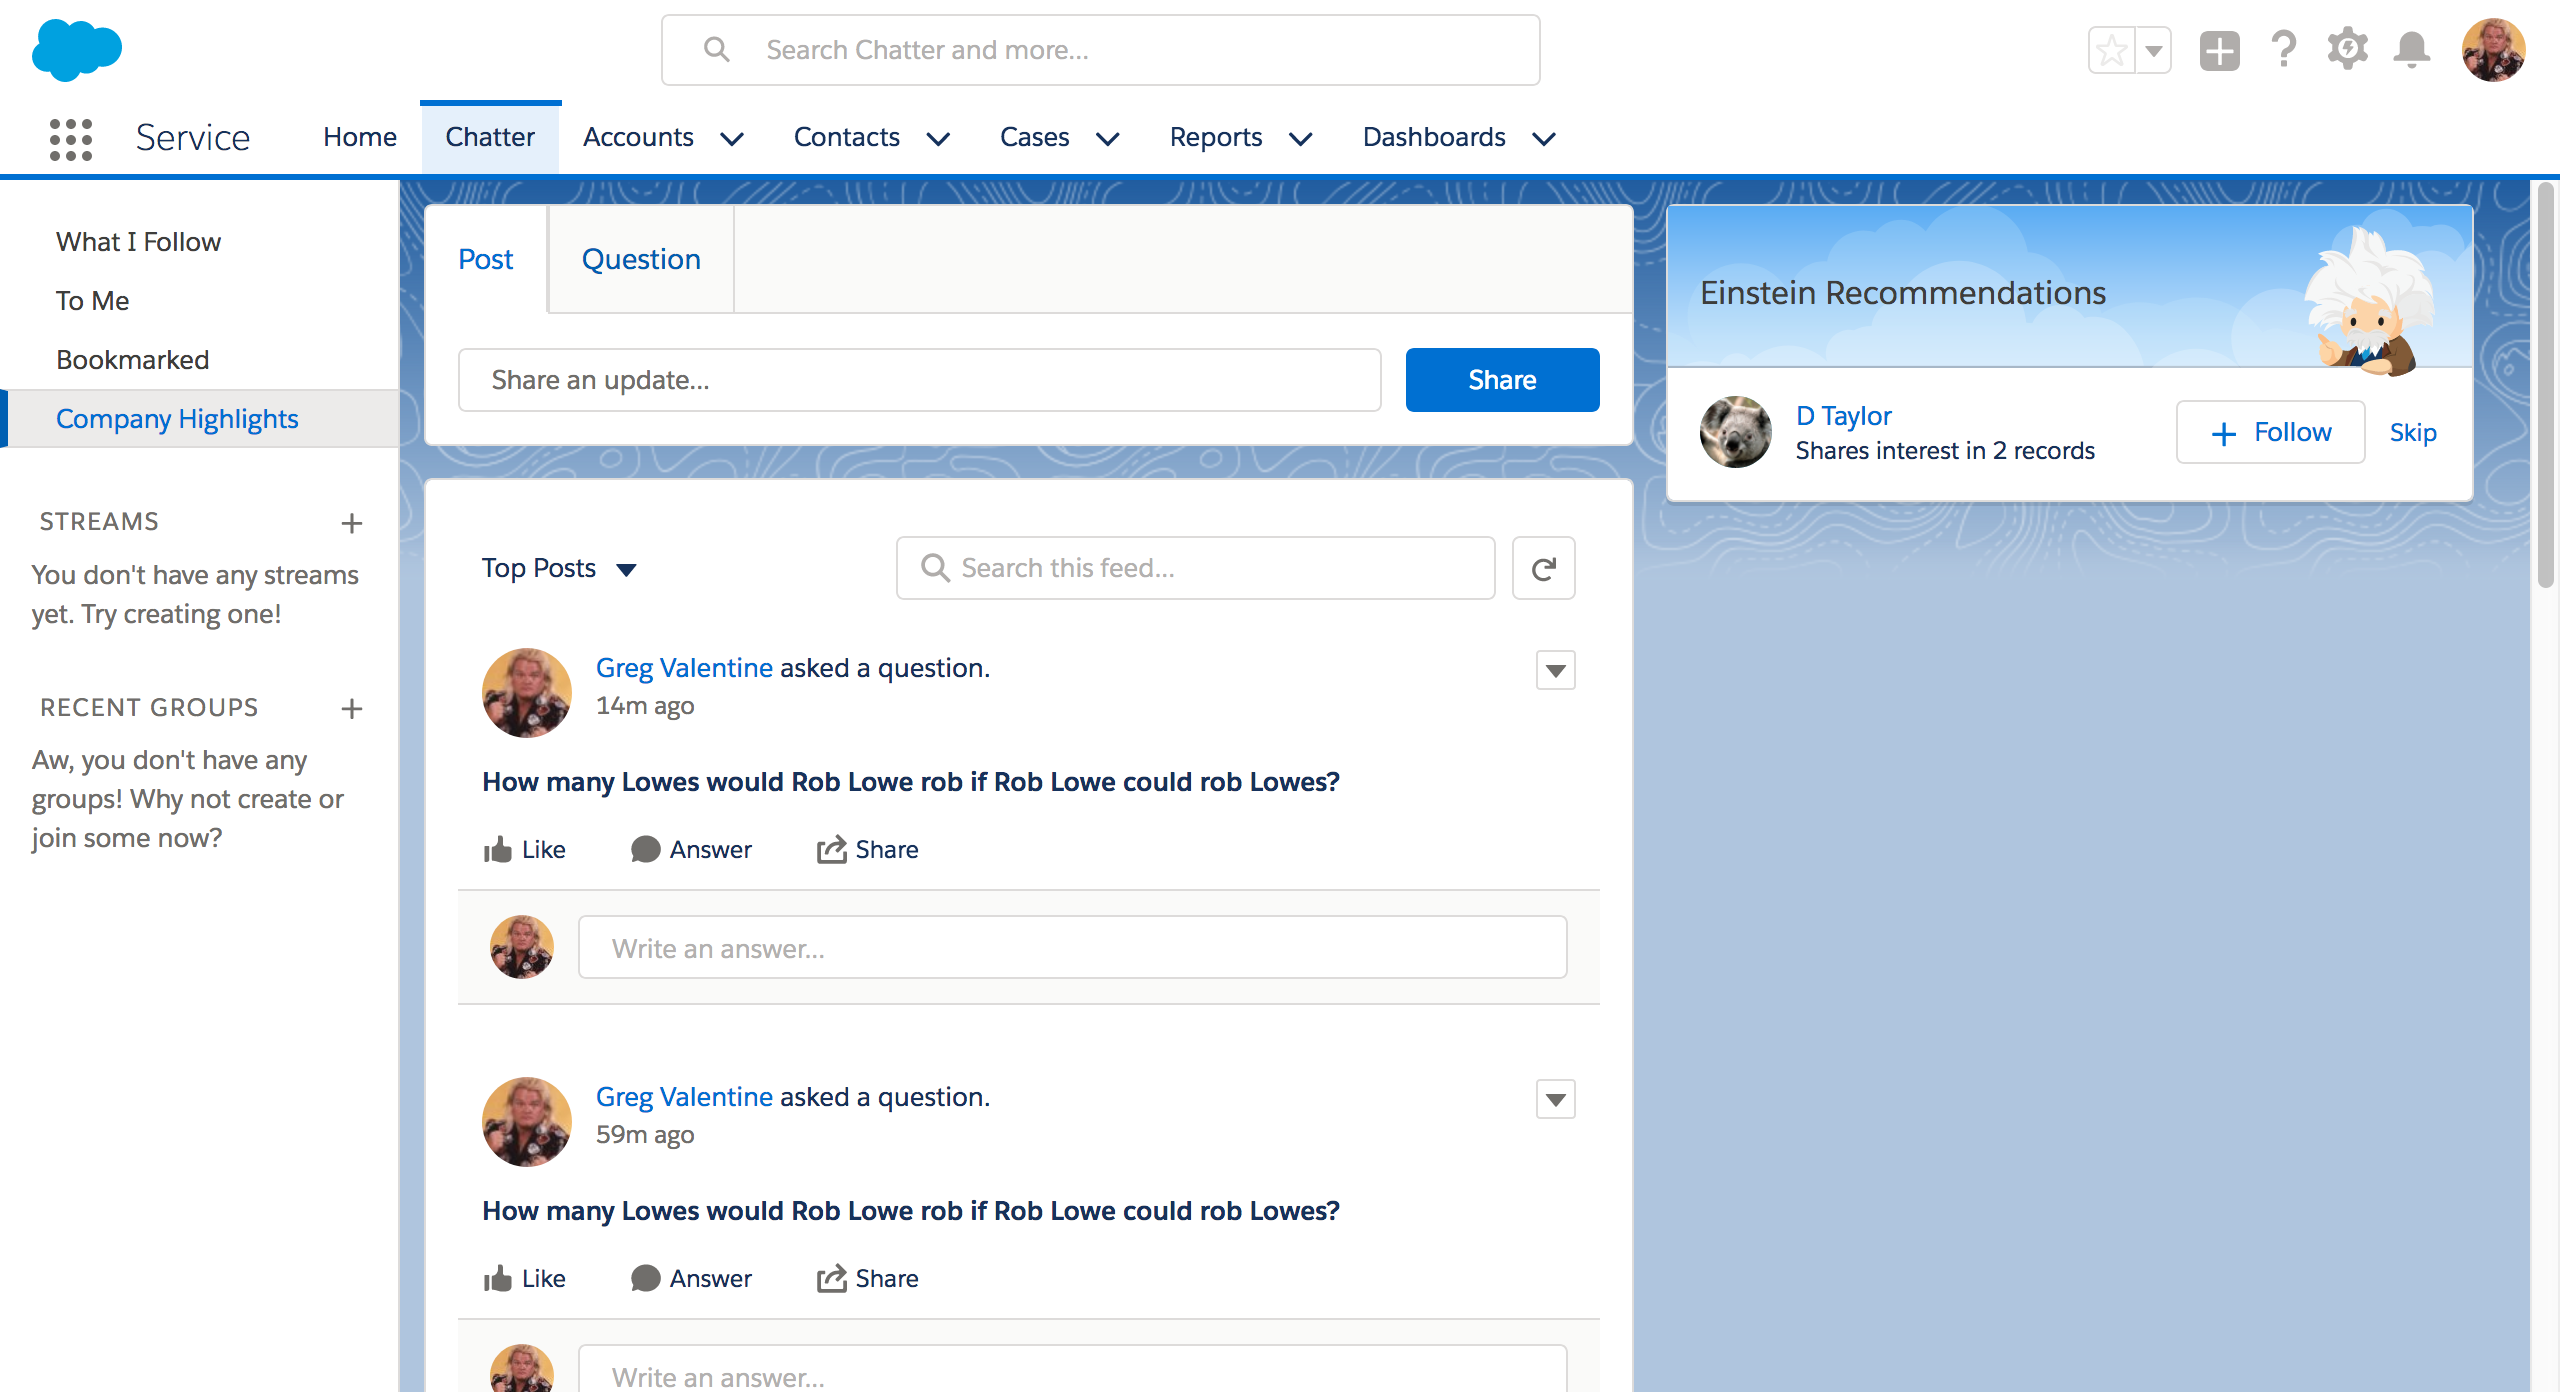 Search Chatter and more...
Service
Home
Chatter
Accounts
Contacts
Cases
Reports
Dashboards
What I Follow
To Me
Bookmarked
Company Highlights
STREAMS
You don't have any streams
yet. Try creating one!
RECENT GROUPS
Aw, you don't have any
groups! Why not create or
join some now?
Post
Question
Share an update...
Share
Top Posts
Search this feed...
Greg Valentine asked a question.
14m ago
How many Lowes would Rob Lowe rob if Rob Lowe could rob Lowes?
Like
Answer
Share
Write an answer...
Greg Valentine asked a question.
59m ago
How many Lowes would Rob Lowe rob if Rob Lowe could rob Lowes?
Like
Answer
Share
Write an answer...
Einstein Recommendations
D Taylor
Shares interest in 2 records
Follow
Skip